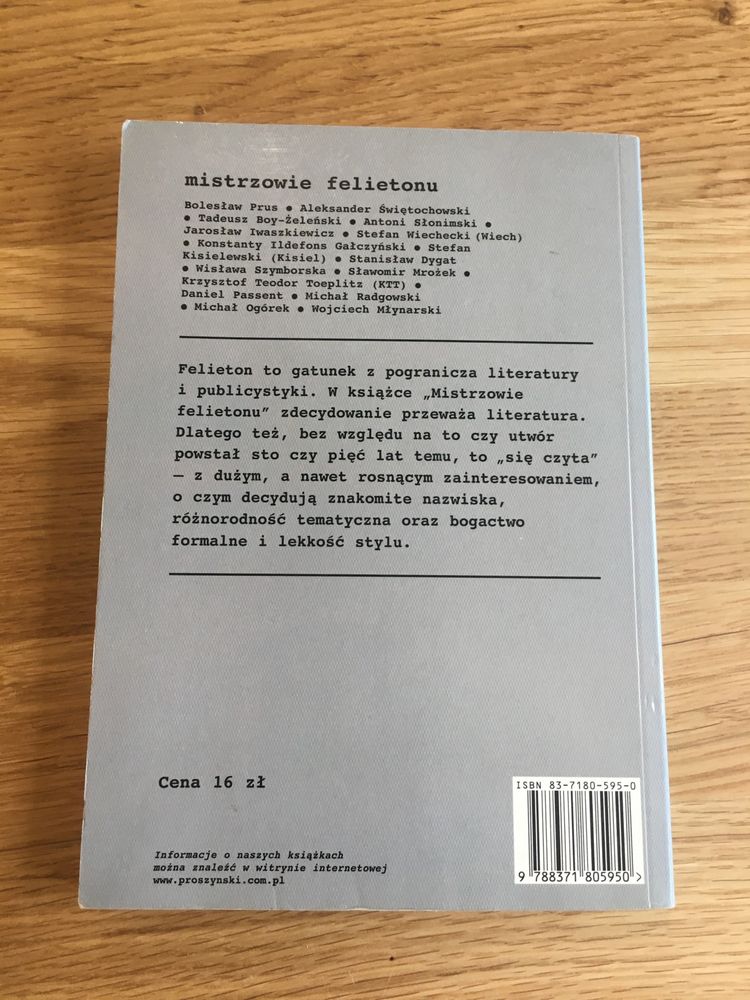 mistrzowie felietonu
Bolesław Prus ● Aleksander Świętochowski
● Tadeusz Boy-Żeleński ● Antoni Słonimski ●
Jarosław Iwaszkiewicz ● Stefan Wiechecki (Wiech)
● Konstanty Ildefons Gałczyński ● Stefan
Kisielewski (Kisiel) ● Stanisław Dygat
● Wisława Szymborska ● Sławomir Mrożek ●
Krzysztof Teodor Toeplitz (KTT) ●
Daniel Passent ● Michał Radgowski
● Michał Ogórek ● Wojciech Młynarski
Felieton to gatunek z pogranicza literatury
i publicystyki. W książce „Mistrzowie
felietonu” zdecydowanie przeważa literatura.
Dlatego też, bez względu na to czy utwór
powstał sto czy pięć lat temu, to „się czyta”
— z dużym, a nawet rosnącym zainteresowaniem,
o czym decydują znakomite nazwiska,
różnorodność tematyczna oraz bogactwo
formalne i lekkość stylu.
Cena 16 zł
ISBN 83-7180-595-0
9 788371 805950 >
Informacje o naszych książkach
można znaleźć w witrynie internetowej
www.proszynski.com.pl